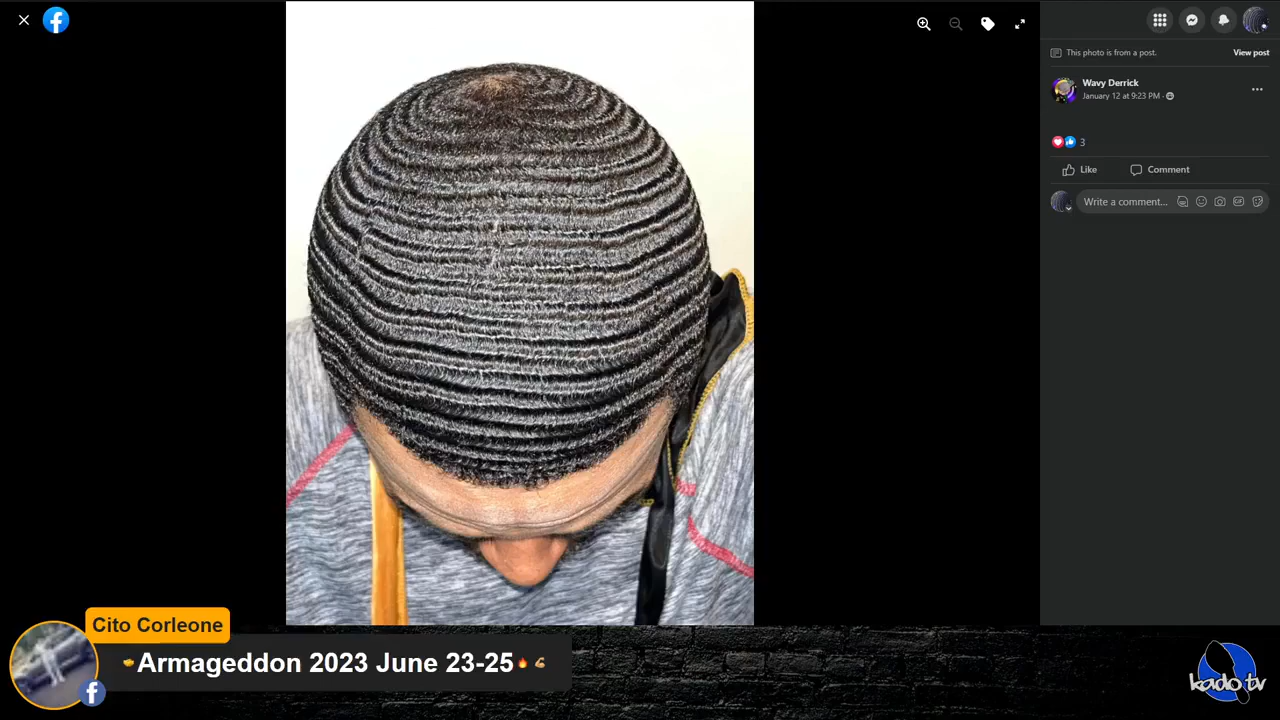 This photo is from a post.
View post
Wavy Derrick
January 12 at 9:23 PM ·
3
Like
Comment
Write a comment...
Cito Corleone
Armageddon 2023 June 23-25
kado tv